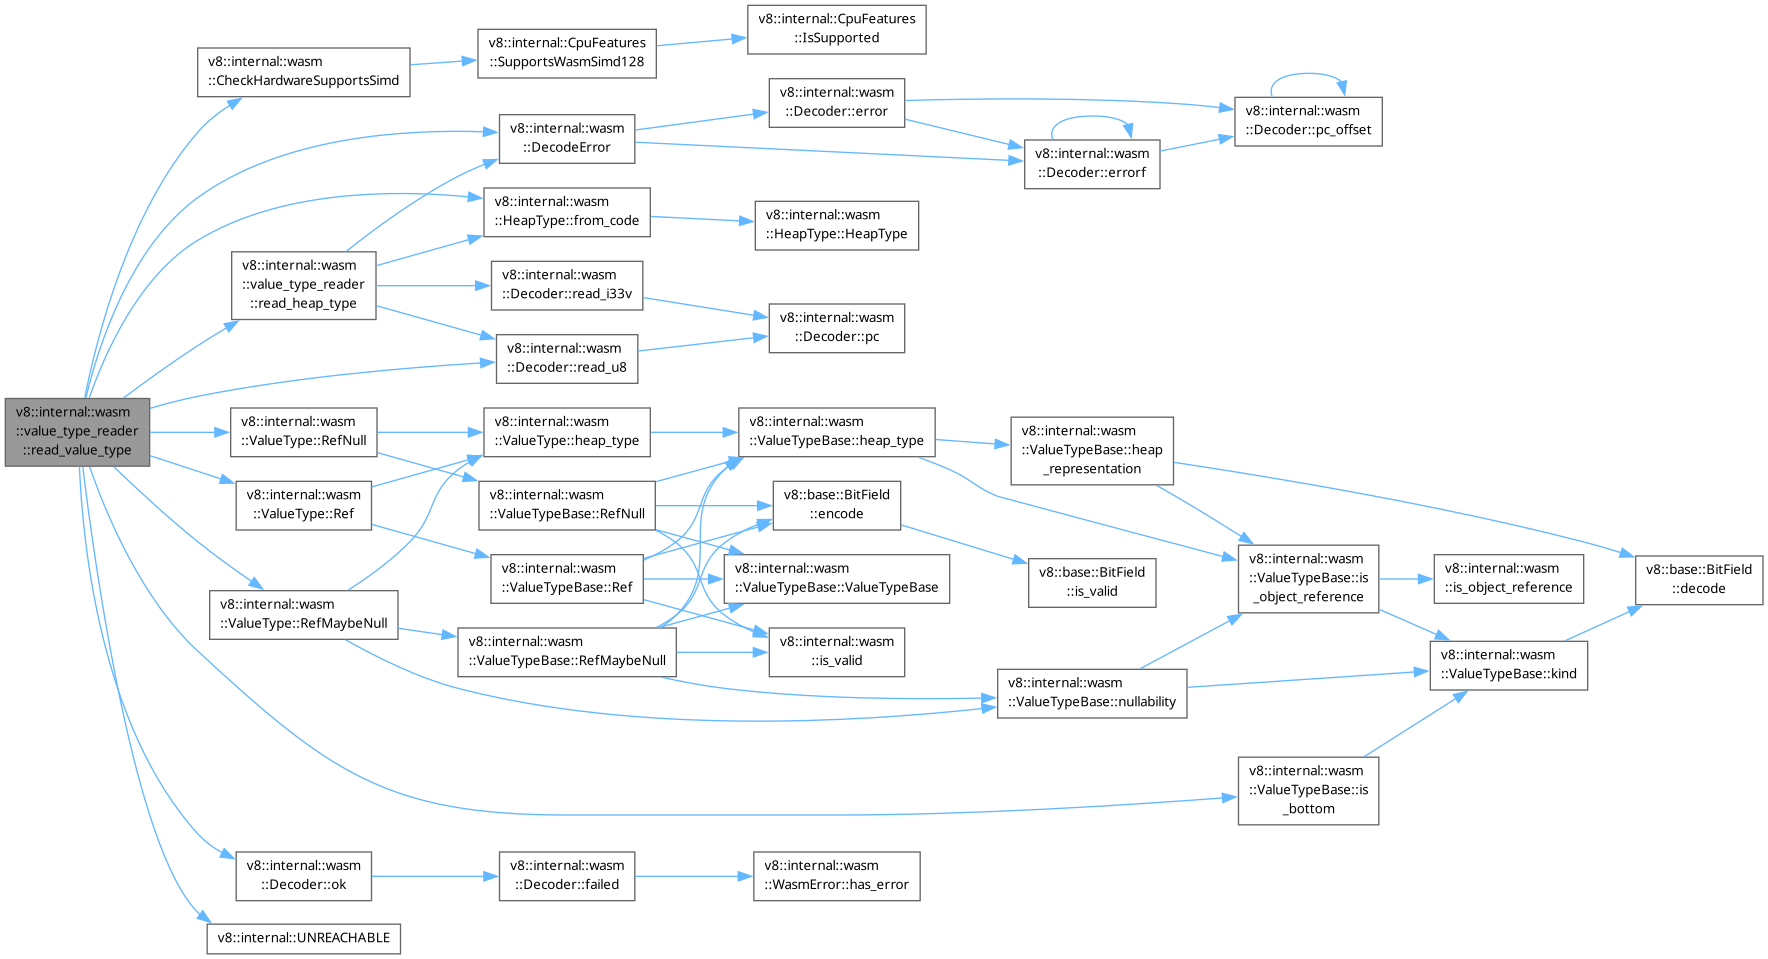 v8::internal::CpuFeatures
::IsSupported
v8::internal::CpuFeatures
::SupportsWasmSimd128
v8::internal::wasm
::CheckHardwareSupportsSimd
v8::internal::wasm
::Decoder::error
v8::internal::wasm
::Decoder::pc_offset
v8::internal::wasm
::DecodeError
v8::internal::wasm
::Decoder::errorf
v8::internal::wasm
::HeapType::from_code
v8::internal::wasm
::HeapType::HeapType
v8::internal::wasm
::value_type_reader
::read_heap_type
v8::internal::wasm
::Decoder::read_i33v
v8::internal::wasm
::Decoder::pc
v8::internal::wasm
::Decoder::read_u8
v8::internal::wasm
::value_type_reader
::read_value_type
v8::internal::wasm
::ValueType::RefNull
v8::internal::wasm
::ValueType::heap_type
v8::internal::wasm
::ValueTypeBase::heap_type
v8::internal::wasm
::ValueTypeBase::heap
_representation
v8::internal::wasm
::ValueType::Ref
v8::internal::wasm
::ValueTypeBase::RefNull
v8::base::BitField
::encode
v8::internal::wasm
::ValueTypeBase::Ref
v8::internal::wasm
::ValueTypeBase::ValueTypeBase
v8::base::BitField
::is_valid
v8::internal::wasm
::ValueTypeBase::is
_object_reference
v8::internal::wasm
::is_object_reference
v8::base::BitField
::decode
v8::internal::wasm
::ValueType::RefMaybeNull
v8::internal::wasm
::ValueTypeBase::RefMaybeNull
v8::internal::wasm
::is_valid
v8::internal::wasm
::ValueTypeBase::nullability
v8::internal::wasm
::ValueTypeBase::kind
v8::internal::wasm
::ValueTypeBase::is
_bottom
v8::internal::wasm
::Decoder::ok
v8::internal::wasm
::Decoder::failed
v8::internal::wasm
::WasmError::has_error
v8::internal::UNREACHABLE